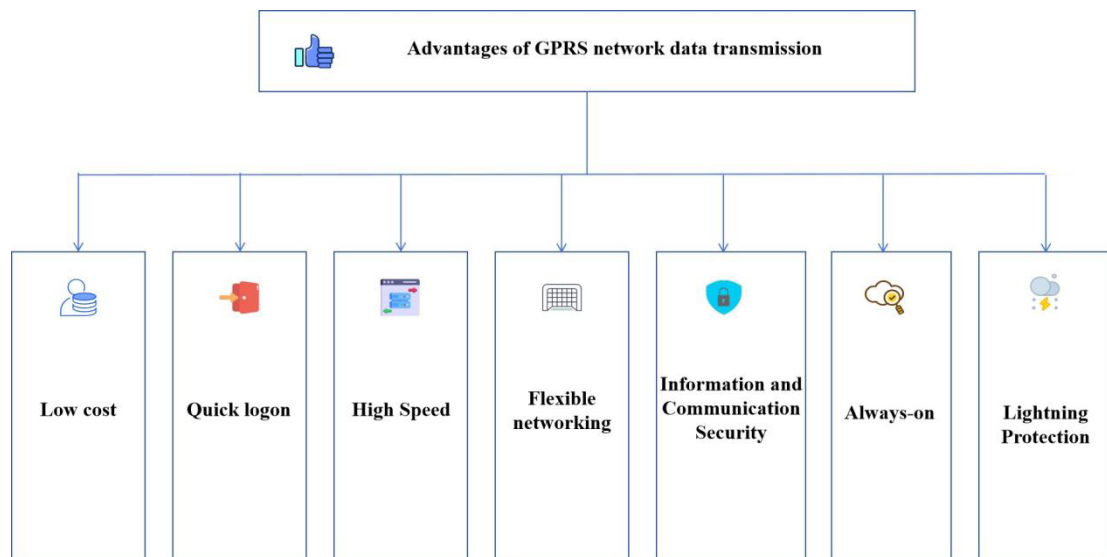 Advantages of GPRS network data transmission
Low cost
Quick logon
High Speed
Flexible
networking
Information and
Communication
Security
Always-on
Lightning
Protection